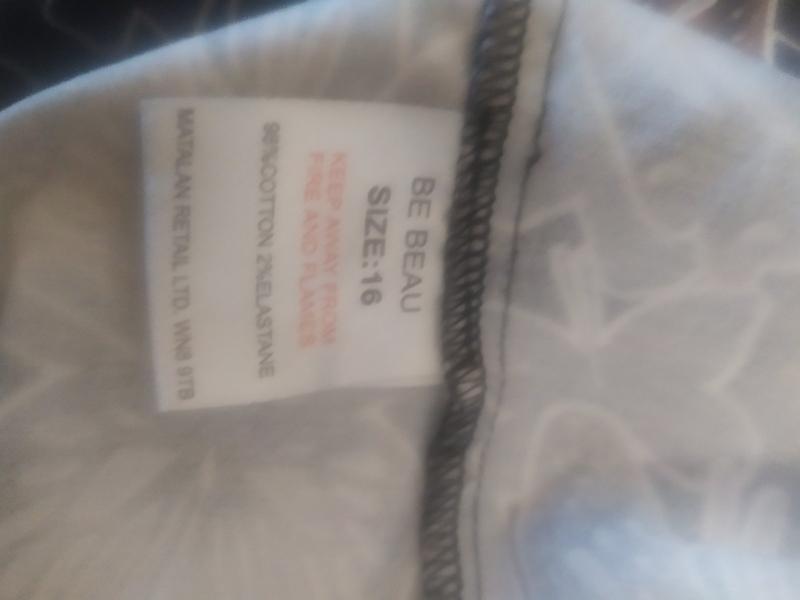 BE BEAU
SIZE:16
KEEP AWAY FROM
FIRE AND FLAMES
98%COTTON 2%ELASTANE
MATALAN RETAIL LTD. WN8 9TB